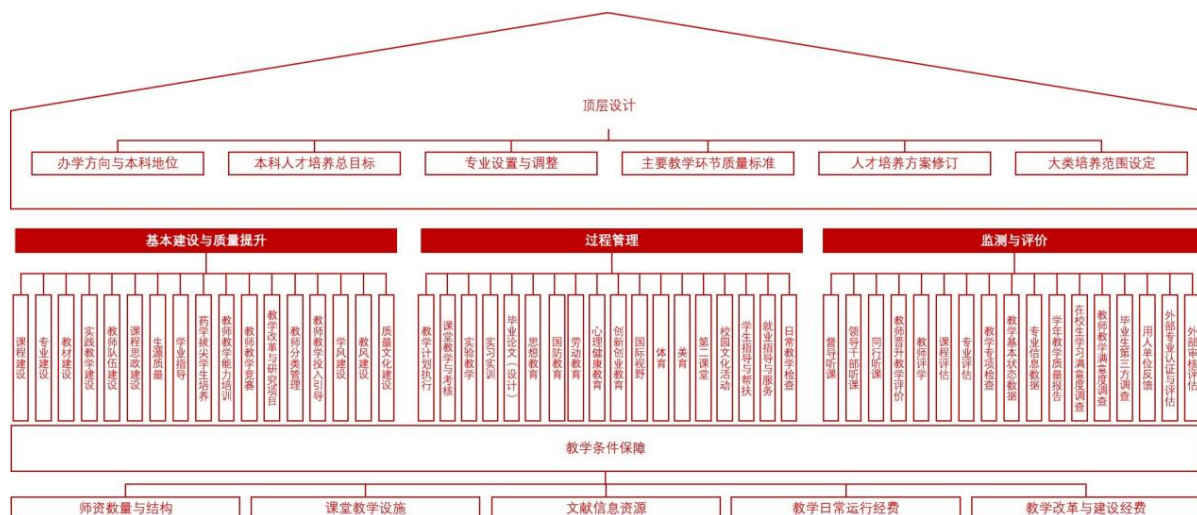 顶层设计
办学方向与本科地位
本科人才培养总目标
专业设置与调整
主要教学环节质量标准
人才培养方案修订
大类培养范围设定
基本建设与质量提升
过程管理
监测与评价
课程建设
专业建设
教材建设
实践教学建设
教师队伍建设
课程思政建设
生源质量
学业指导
药学拔尖学生培养
教师教学能力培训
教师教学竞赛
教学改革与研究项目
教师分类管理
教师教学投入引导
学风建设
教风建设
质量文化建设
教学计划执行
课堂教学与考核
实验教学
实习实训
毕业论文（设计）
思想教育
国防教育
劳动教育
心理健康教育
创新创业教育
国际视野
体育
美育
第二课堂
校园文化活动
学生指导与帮扶
就业指导与服务
日常教学检查
督导听课
领导干部听课
同行听课
教师晋升教学评价
教师评学
课程评估
专业评估
教学专项检查
教学基本状态数据
专业信息数据
学年教学质量报告
在校生学习满意度调查
教师教学满意度调查
毕业生第三方调查
用人单位反馈
外部专业认证与评估
外部审核评估
教学条件保障
师资数量与结构
课堂教学设施
文献信息资源
教学日常运行经费
教学改革与建设经费